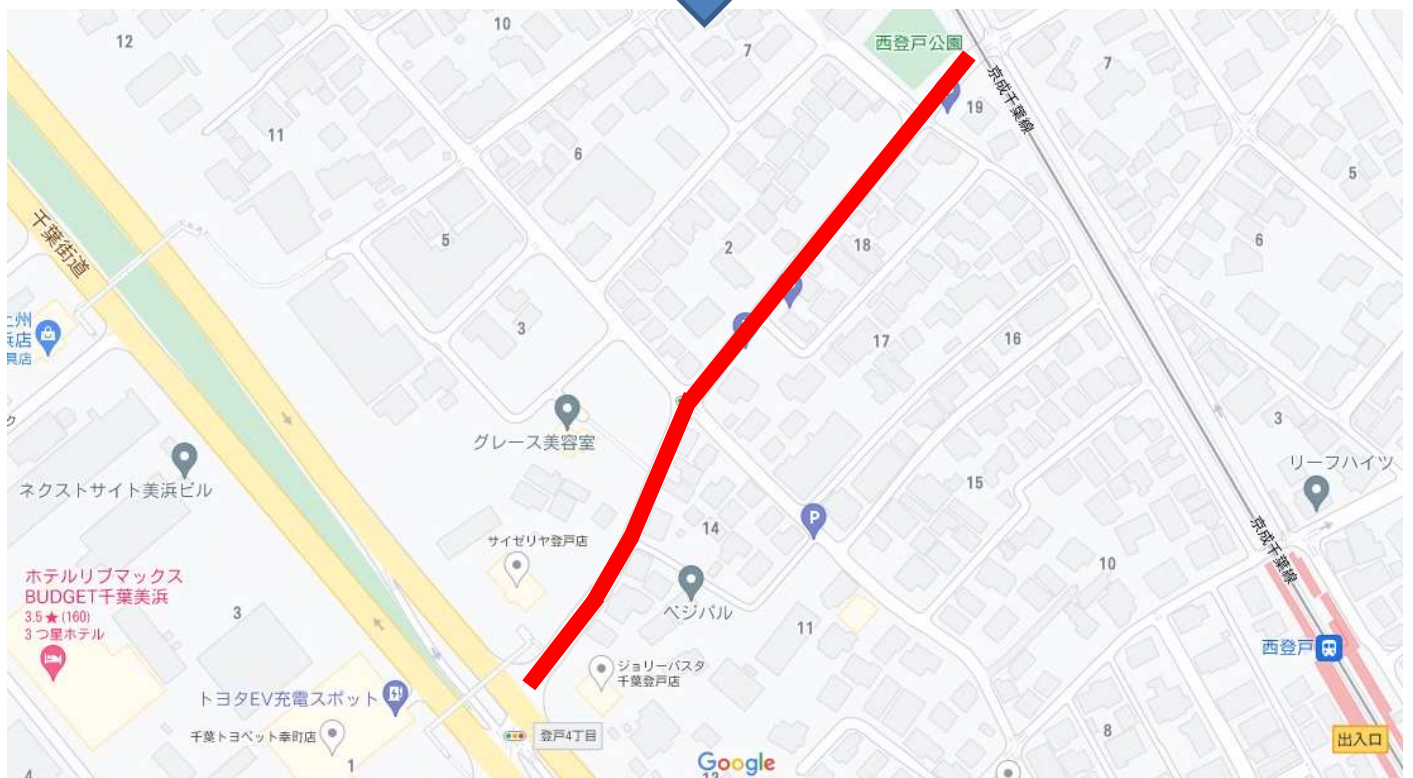 10
12
7
西登戸公園
7
京成千葉線
19
11
6
5
千葉街道
5
2
18
6
3
17
16
店
具店
グレース美容室
3
リーフハイツ
ネクストサイト美浜ビル
15
P
14
サイゼリヤ登戸店
京成千葉線
10
ホテルリブマックス
BUDGET千葉美浜
3.5★(160)
3つ星ホテル
3
ベジパル
11
西登戸
ジョリーパスタ
千葉登戸店
トヨタEV充電スポット
千葉トヨペット幸町店
登戸4丁目
8
出入口
Google
1